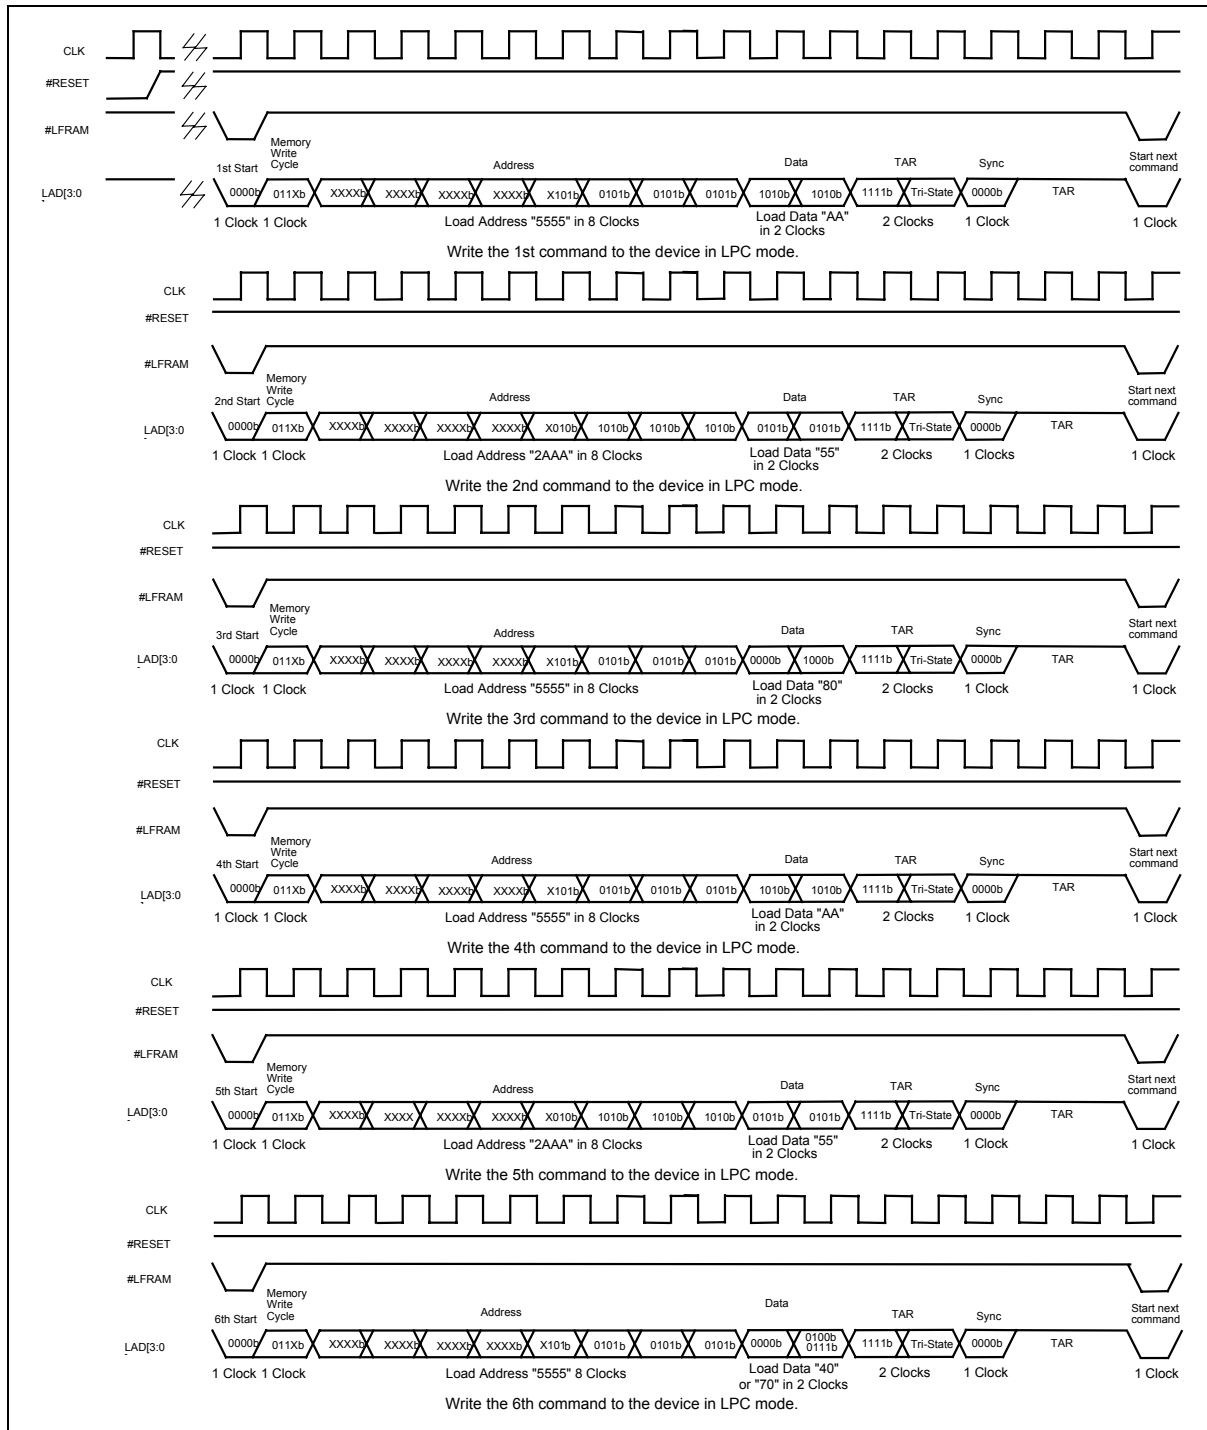 CLK
#RESET
#LFRAM
Memory
Write
Cycle
1st Start
Address
Data
TAR
Sync
Start next
command
LAD[3:0
]
0000b 011Xb XXXXb XXXXb XXXXb XXXXb X101b 0101b 0101b 0101b 1010b 1010b 1111b Tri-State 0000b TAR
1 Clock 1 Clock Load Address "5555" in 8 Clocks Load Data "AA" 2 Clocks 1 Clock 1 Clock
in 2 Clocks
Write the 1st command to the device in LPC mode.
CLK
#RESET
#LFRAM
Memory
Write
Cycle
2nd Start
Address
Data
TAR
Sync
Start next
command
LAD[3:0
]
0000b 011Xb XXXXb XXXXb XXXXb XXXXb X010b 1010b 1010b 1010b 0101b 0101b 1111b Tri-State 0000b TAR
1 Clock 1 Clock Load Address "2AAA" in 8 Clocks Load Data "55" 2 Clocks 1 Clocks 1 Clock
in 2 Clocks
Write the 2nd command to the device in LPC mode.
CLK
#RESET
#LFRAM
Memory
Write
Cycle
3rd Start
Address
Data
TAR
Sync
Start next
command
LAD[3:0
0000b 011Xb XXXXb XXXXb XXXXb XXXXb X101b 0101b 0101b 0101b 0000b 1000b 1111b Tri-State 0000b TAR
1 Clock 1 Clock Load Address "5555" in 8 Clocks Load Data "80" 2 Clocks 1 Clock 1 Clock
in 2 Clocks
Write the 3rd command to the device in LPC mode.
CLK
#RESET
#LFRAM
Memory
Write
Cycle
4th Start
Address
Data
TAR
Sync
Start next
command
LAD[3:0
]
0000b 011Xb XXXXb XXXXb XXXXb XXXXb X101b 0101b 0101b 0101b 1010b 1010b 1111b Tri-State 0000b TAR
1 Clock 1 Clock Load Address "5555" in 8 Clocks Load Data "AA" 2 Clocks 1 Clock 1 Clock
in 2 Clocks
Write the 4th command to the device in LPC mode.
CLK
#RESET
#LFRAM
Memory
Write
Cycle
5th Start
Address
Data
TAR
Sync
Start next
command
LAD[3:0
0000b 011Xb XXXXb XXXX XXXXb XXXXb X010b 1010b 1010b 1010b 0101b 0101b 1111b Tri-State 0000b TAR
1 Clock 1 Clock Load Address "2AAA" in 8 Clocks Load Data "55" 2 Clocks 1 Clock 1 Clock
in 2 Clocks
Write the 5th command to the device in LPC mode.
CLK
#RESET
#LFRAM
Memory
Write
Cycle
6th Start
Address
Data
TAR
Sync
Start next
command
LAD[3:0
]
0000b 011Xb XXXXb XXXXb XXXXb XXXXb X101b 0101b 0101b 0101b 0000b 0100b 1111b Tri-State 0000b TAR
0111b
1 Clock 1 Clock Load Address "5555" 8 Clocks Load Data "40" 2 Clocks 1 Clock 1 Clock
or "70" in 2 Clocks
Write the 6th command to the device in LPC mode.